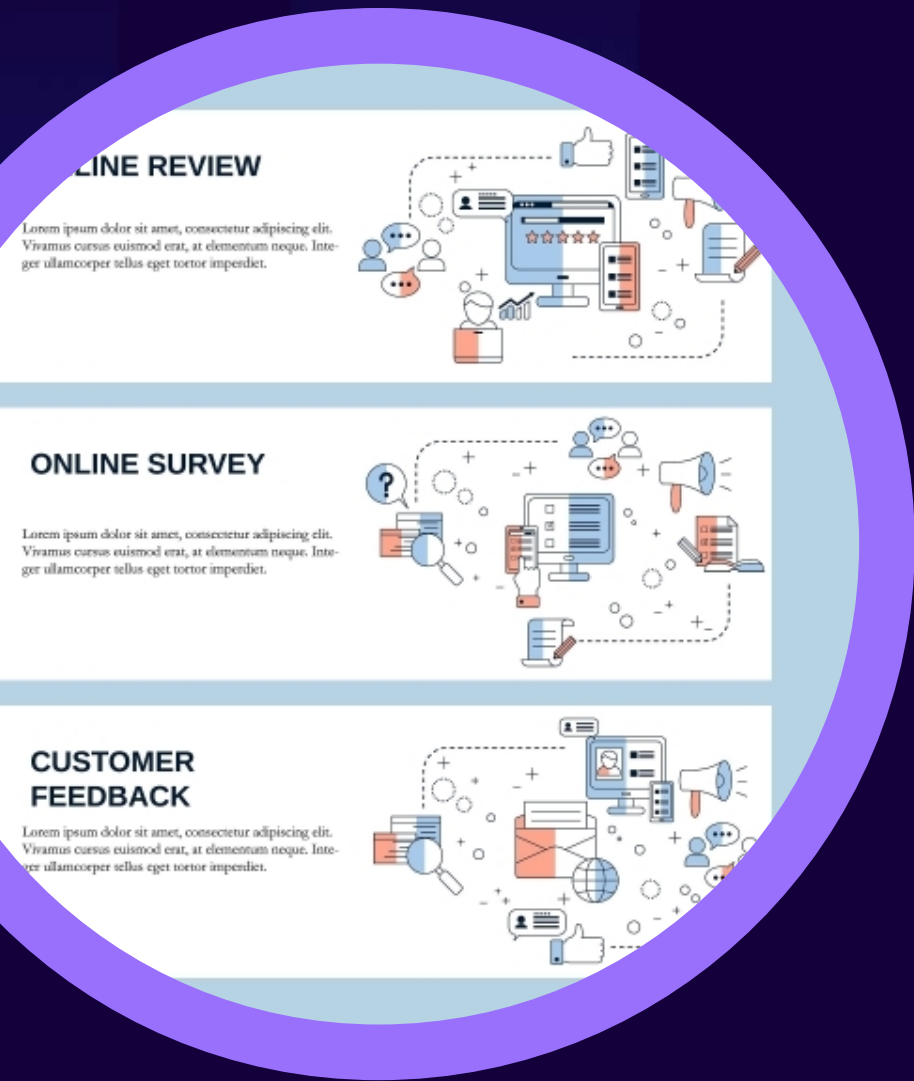 LINE REVIEW
Lorem ipsum dolor sit amet, consectetur adipiscing elit.
Vivamus cursus euismod erat, at elementum neque. Inte-
ger ullamcorper tellus eget tortor imperdiet.
?
ONLINE SURVEY
Lorem ipsum dolor sit amet, consectetur adipiscing elit.
Vivamus cursus euismod erat, at elementum neque. Inte-
ger ullamcorper tellus eget tortor imperdiet.
CUSTOMER
FEEDBACK
Lorem ipsum dolor sit amet, consectetur adipiscing elit.
Vivamus cursus euismod erat, at elementum neque. Inte-
ger ullamcorper tellus eget tortor imperdiet.